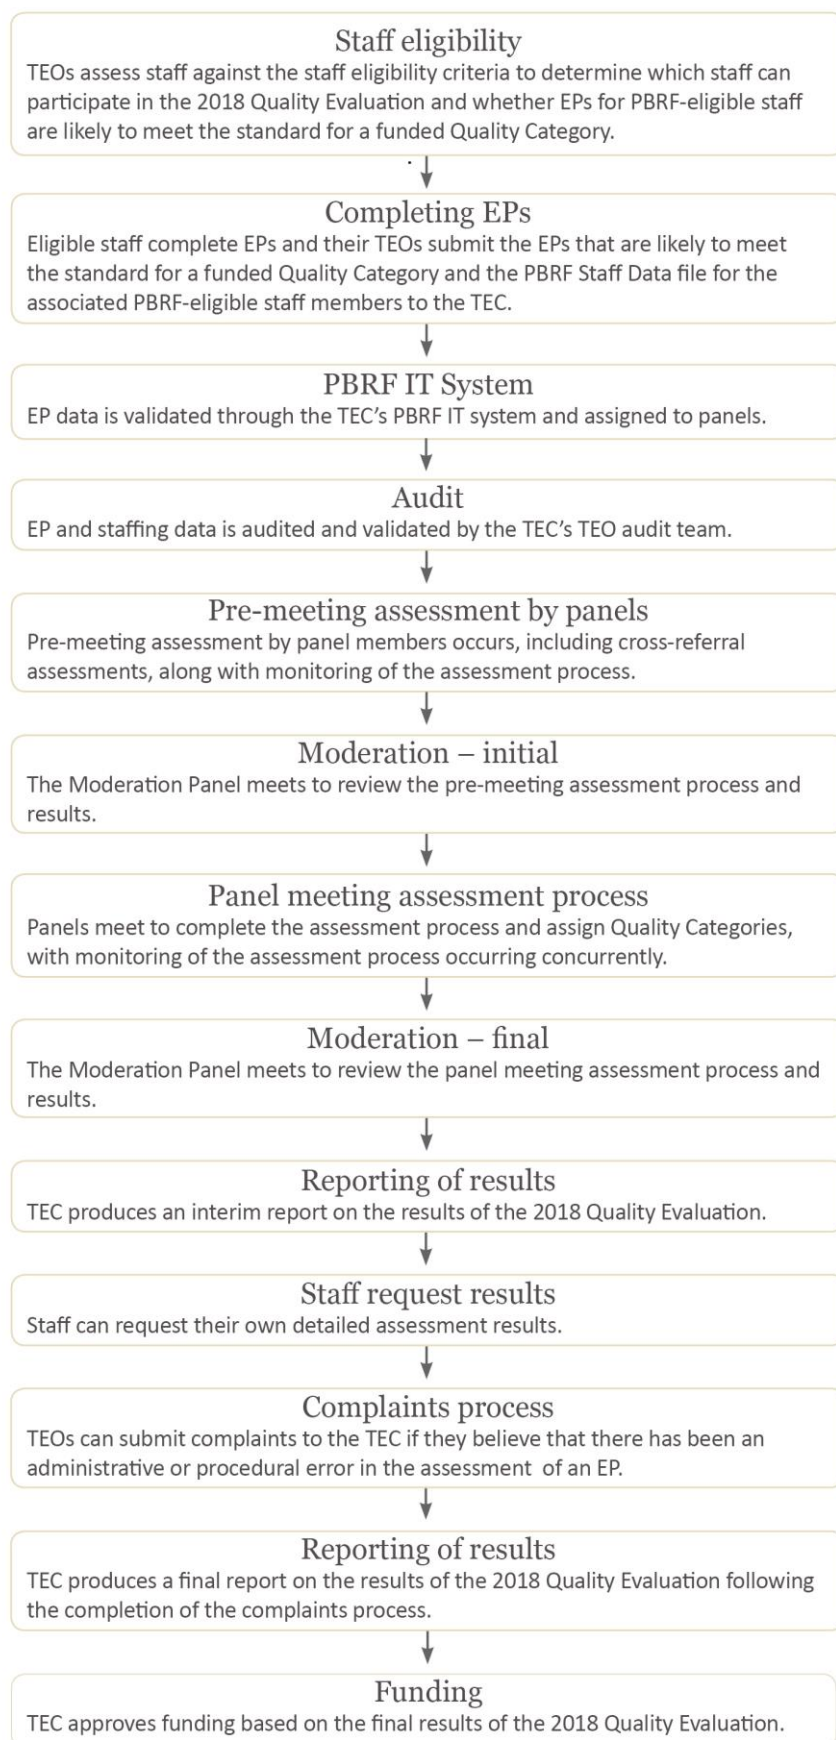 Staff eligibility
TEOs assess staff against the staff eligibility criteria to determine which staff can
participate in the 2018 Quality Evaluation and whether EPs for PBRF-eligible staff
are likely to meet the standard for a funded Quality Category.
Completing EPs
Eligible staff complete EPs and their TEOs submit the EPs that are likely to meet
the standard for a funded Quality Category and the PBRF Staff Data file for the
associated PBRF-eligible staff members to the TEC.
PBRF IT System
EP data is validated through the TEC’s PBRF IT system and assigned to panels.
Audit
EP and staffing data is audited and validated by the TEC’s TEO audit team.
Pre-meeting assessment by panels
Pre-meeting assessment by panel members occurs, including cross-referral
assessments, along with monitoring of the assessment process.
Moderation – initial
The Moderation Panel meets to review the pre-meeting assessment process and
results.
Panel meeting assessment process
Panels meet to complete the assessment process and assign Quality Categories,
with monitoring of the assessment process occurring concurrently.
Moderation – final
The Moderation Panel meets to review the panel meeting assessment process and
results.
Reporting of results
TEC produces an interim report on the results of the 2018 Quality Evaluation.
Staff request results
Staff can request their own detailed assessment results.
Complaints process
TEOs can submit complaints to the TEC if they believe that there has been an
administrative or procedural error in the assessment of an EP.
Reporting of results
TEC produces a final report on the results of the 2018 Quality Evaluation following
the completion of the complaints process.
Funding
TEC approves funding based on the final results of the 2018 Quality Evaluation.